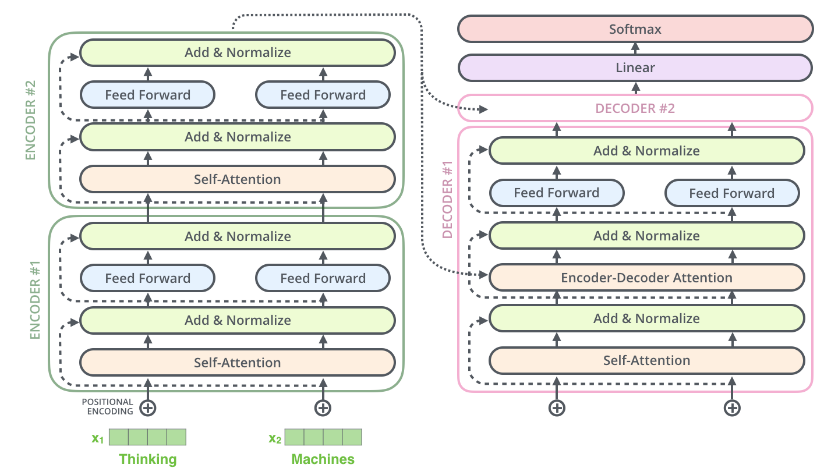 ENCODER #2
Add & Normalize
Feed Forward
Feed Forward
Add & Normalize
Self-Attention
ENCODER #1
Add & Normalize
Feed Forward
Feed Forward
Add & Normalize
Self-Attention
POSITIONAL
ENCODING
x₁
x₂
Thinking
Machines
Softmax
Linear
DECODER #2
DECODER #1
Add & Normalize
Feed Forward
Feed Forward
Add & Normalize
Encoder-Decoder Attention
Add & Normalize
Self-Attention